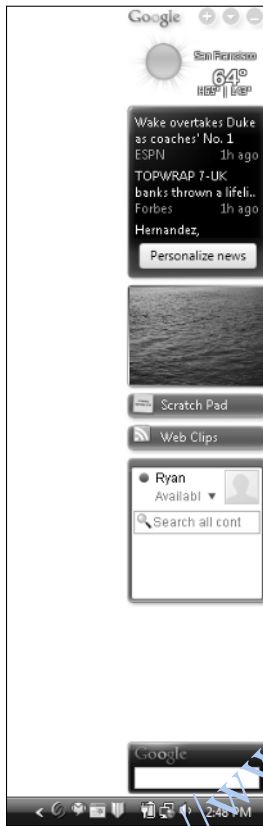 Google
San Francisco
64°
Wake overtakes Duke
as coaches' No. 1
ESPN 1h ago
TOPWRAP 7-UK
banks thrown a lifeli..
Forbes 1h ago
Hernandez,
Personalize news
Scratch Pad
Web Clips
Ryan
Availabl
Search all cont
Google
2:48 PM
://www